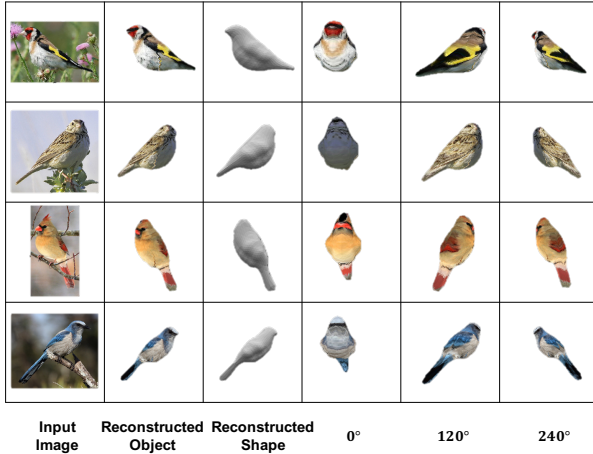 Input Image
Reconstructed Object
Reconstructed Shape
0°
120°
240°